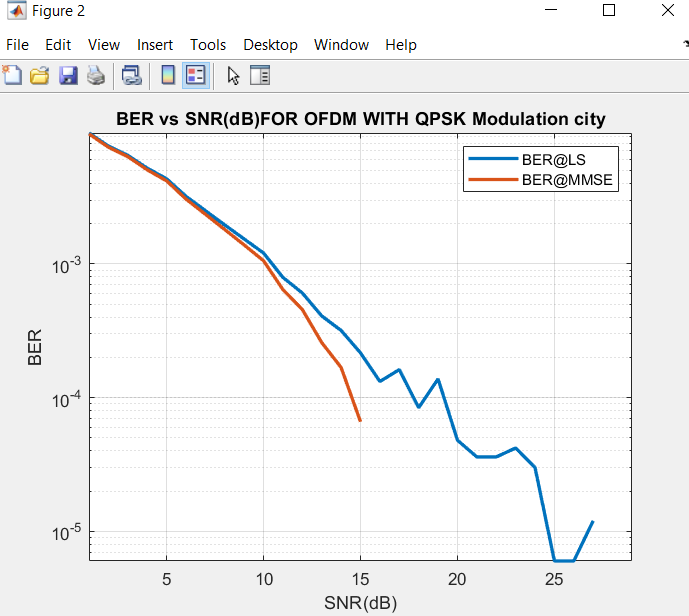 Figure 2
File Edit View Insert Tools Desktop Window Help
BER vs SNR(dB)FOR OFDM WITH QPSK Modulation city
BER@LS
BER@MMSE
10-3
10-4
10-5
BER
5 10 15 20 25
SNR(dB)